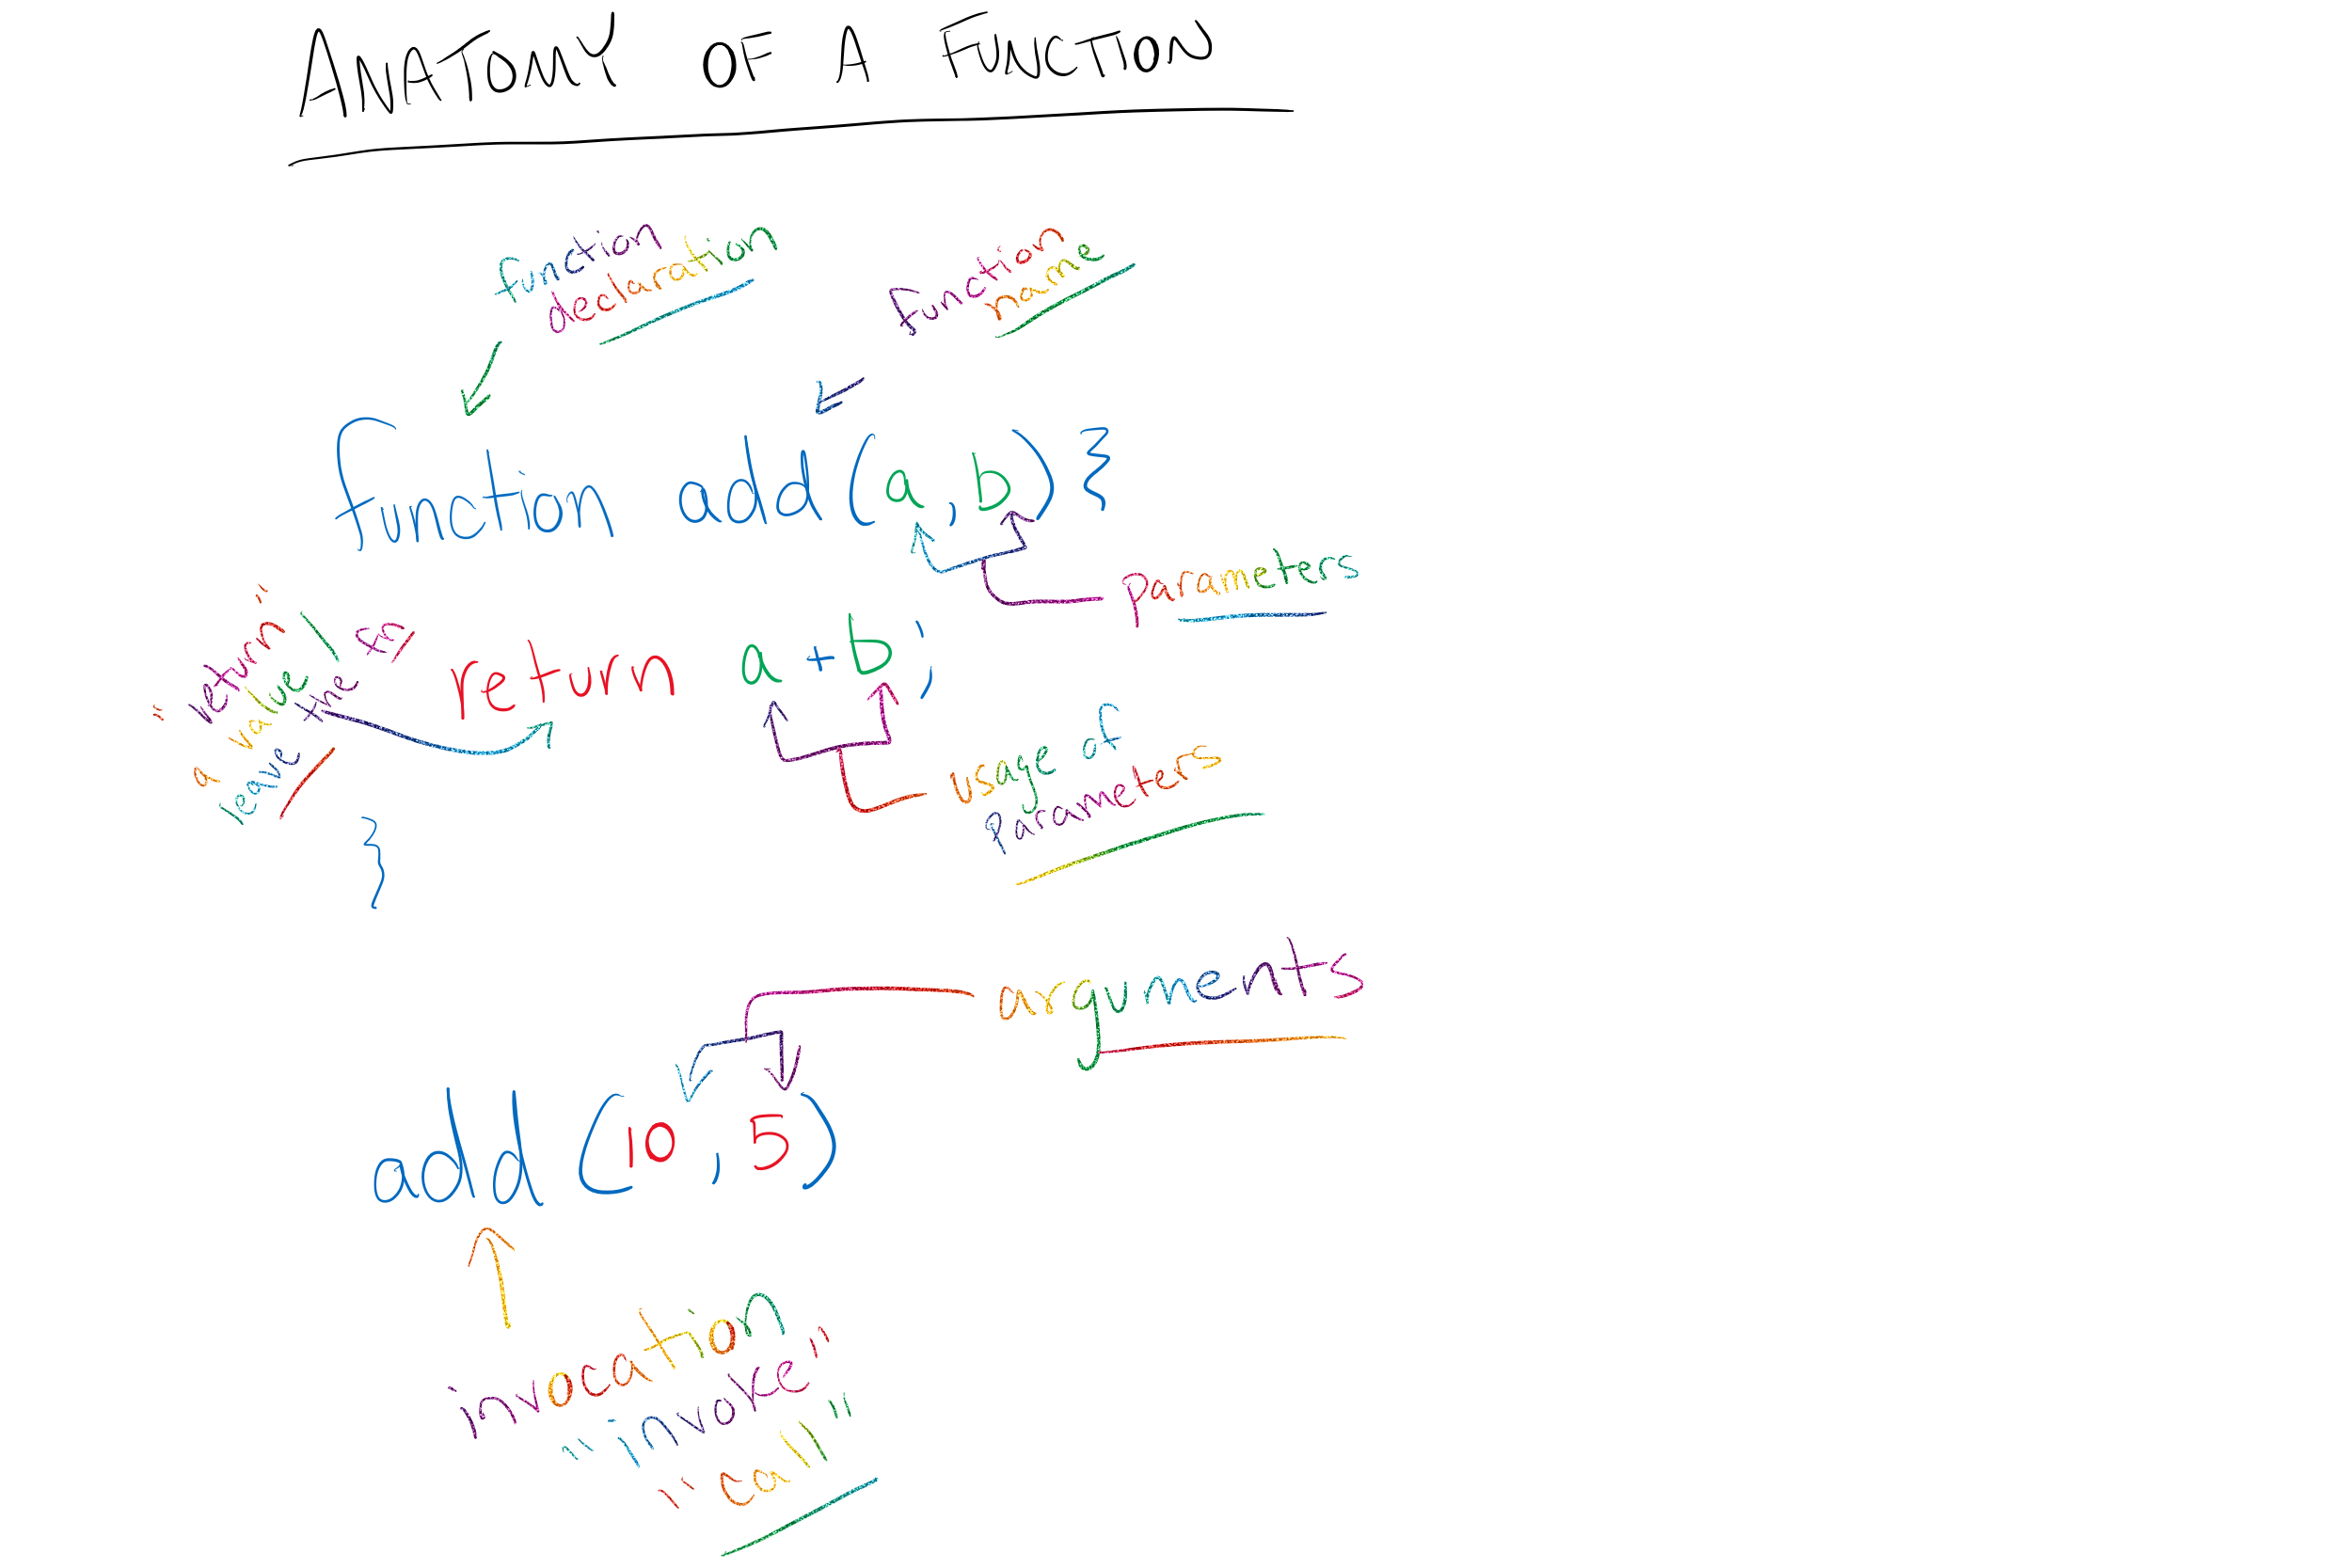 ANATOMY OF A FUNCTION
function
declaration
function
name
function add(a,b) {
parameters
"return"
a value /
leave the fn
return a+b;
usage of
Parameters
}
arguments
add(10,5)
invocation
"invoke"
"call"